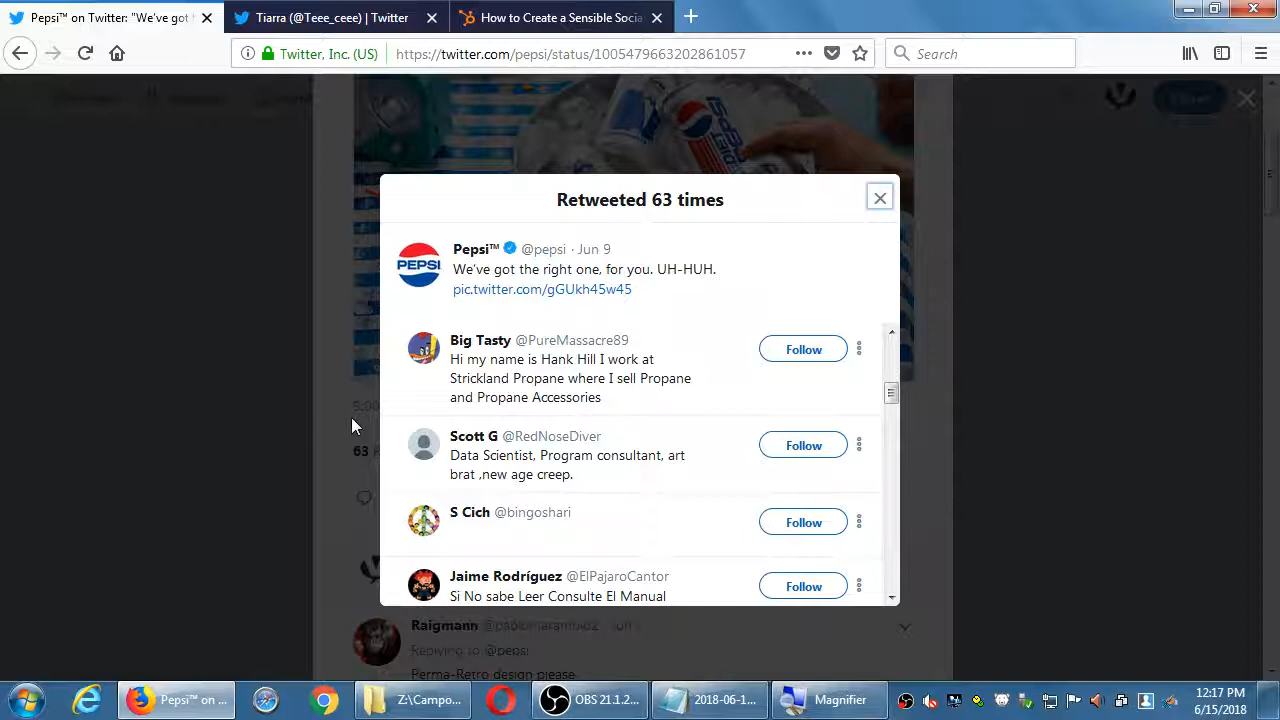 Pepsi™ on Twitter: "We've got
Tiarra (@Teee_ceee) | Twitter
How to Create a Sensible Socia
Twitter, Inc. (US)
https://twitter.com/pepsi/status/1005479663202861057
Search
Retweeted 63 times
Pepsi™ @pepsi · Jun 9
We've got the right one, for you. UH-HUH.
pic.twitter.com/gGUkh45w45
PEPSI
Big Tasty @PureMassacre89
Hi my name is Hank Hill I work at
Strickland Propane where I sell Propane
and Propane Accessories
Follow
Scott G @RedNoseDiver
Data Scientist, Program consultant, art
brat ,new age creep.
Follow
S Cich @bingoshari
Follow
Jaime Rodríguez @ElPajaroCantor
Si No sabe Leer Consulte El Manual
Follow
63
Raigmann
Replying to @pepsi
Perma-Retro design please
Pepsi™ on ...
Z:\Campo...
OBS 21.1.2...
2018-06-1...
Magnifier
12:17 PM
6/15/2018